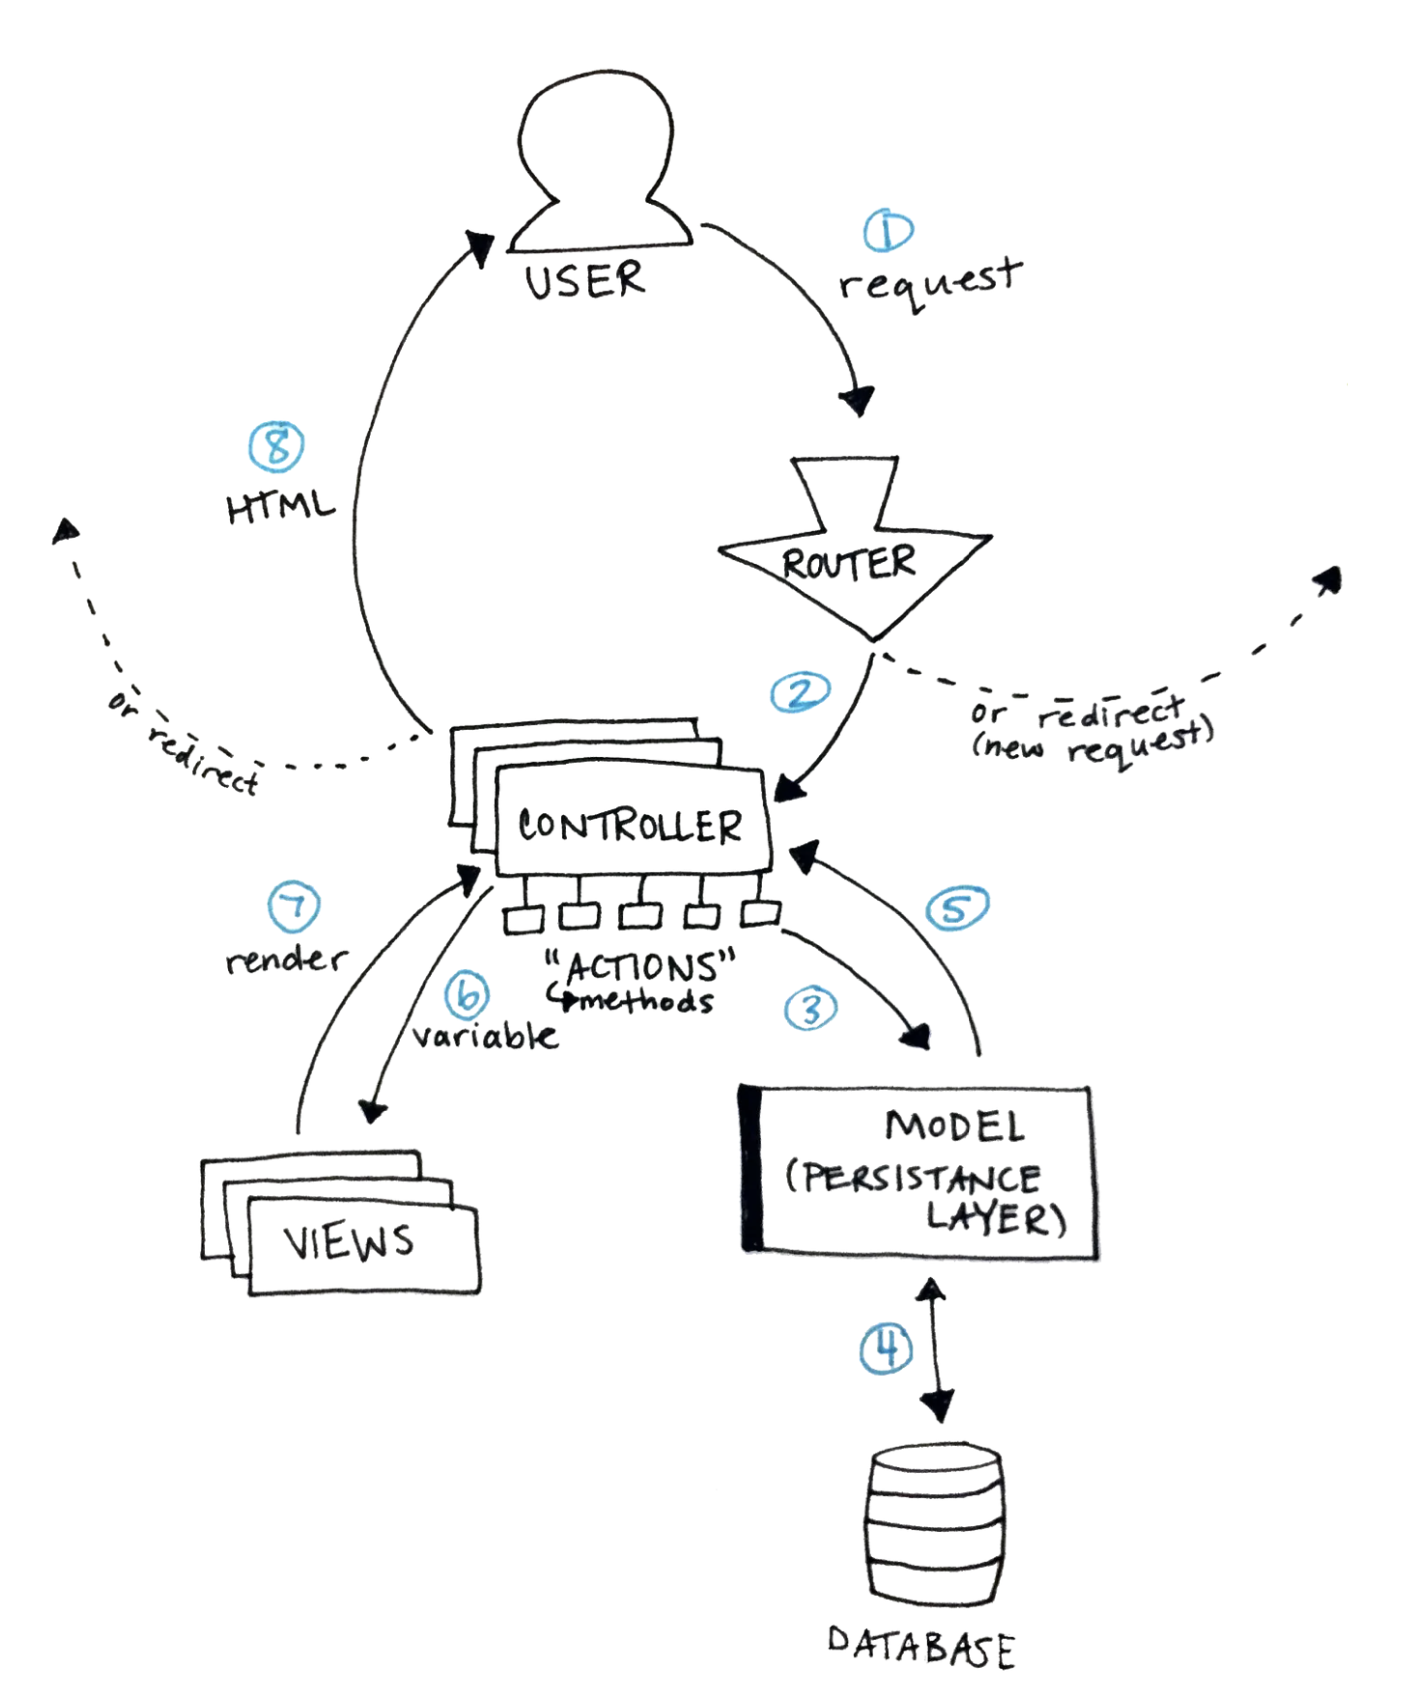 USER
1
request
8
HTML
ROUTER
2
or redirect
(new request)
or redirect
CONTROLLER
7
render
5
"ACTIONS"
↳methods
6
variable
3
MODEL
(PERSISTANCE
LAYER)
VIEWS
4
DATABASE